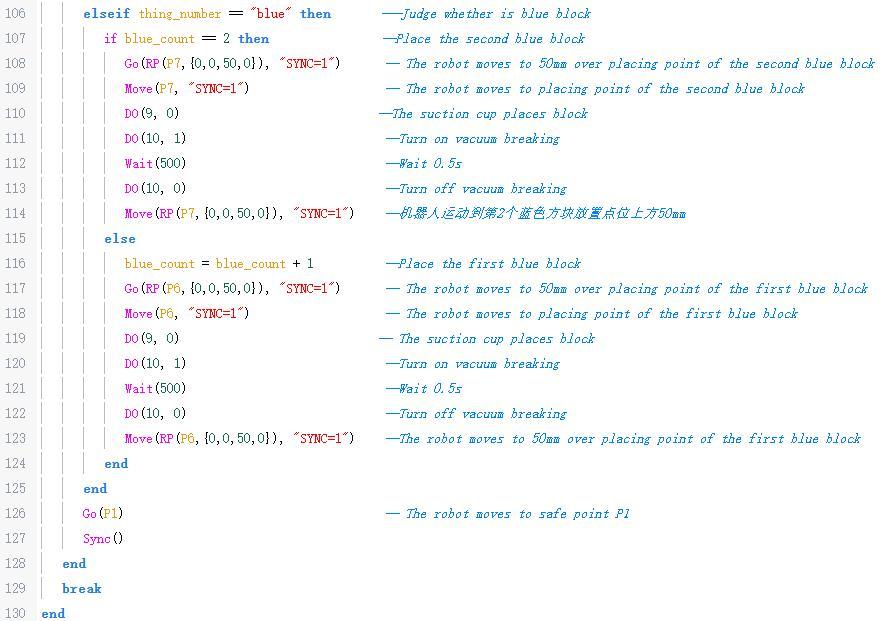 106 elseif thing_number == "blue" then ---Judge whether is blue block
107 if blue_count == 2 then --Place the second blue block
108 Go(RP(P7,{0,0,50,0}), "SYNC=1") -- The robot moves to 50mm over placing point of the second blue block
109 Move(P7, "SYNC=1") -- The robot moves to placing point of the second blue block
110 DO(9, 0) --The suction cup places block
111 DO(10, 1) --Turn on vacuum breaking
112 Wait(500) --Wait 0.5s
113 DO(10, 0) --Turn off vacuum breaking
114 Move(RP(P7,{0,0,50,0}), "SYNC=1") --机器人运动到第2个蓝色方块放置点位上方50mm
115 else
116 blue_count = blue_count + 1 --Place the first blue block
117 Go(RP(P6,{0,0,50,0}), "SYNC=1") -- The robot moves to 50mm over placing point of the first blue block
118 Move(P6, "SYNC=1") -- The robot moves to placing point of the first blue block
119 DO(9, 0) -- The suction cup places block
120 DO(10, 1) --Turn on vacuum breaking
121 Wait(500) --Wait 0.5s
122 DO(10, 0) --Turn off vacuum breaking
123 Move(RP(P6,{0,0,50,0}), "SYNC=1") --The robot moves to 50mm over placing point of the first blue block
124 end
125 end
126 Go(P1) -- The robot moves to safe point P1
127 Sync()
128 end
129 break
130 end